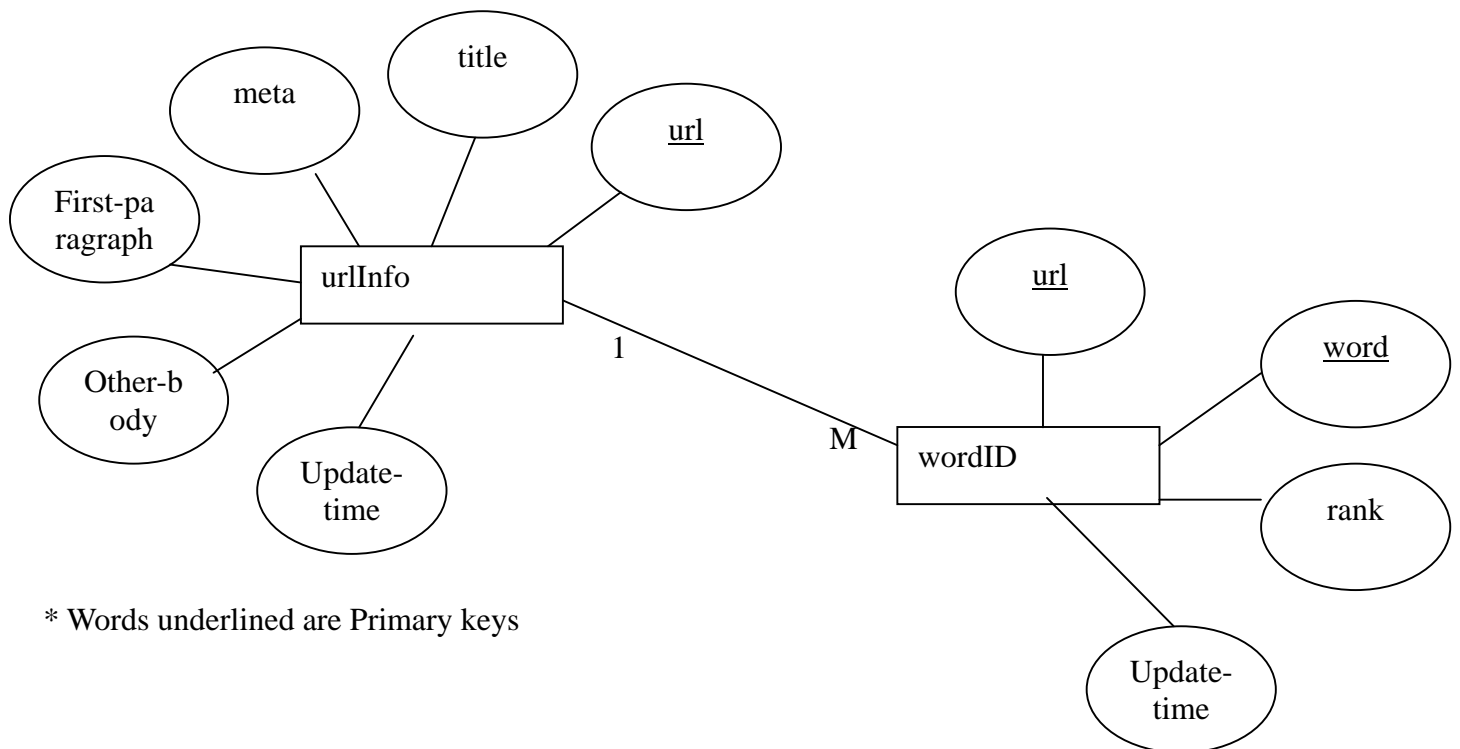 title
meta
url
First-pa
ragraph
urlInfo
url
word
1
Other-b
ody
M
wordID
Update-
time
rank
* Words underlined are Primary keys
Update-
time